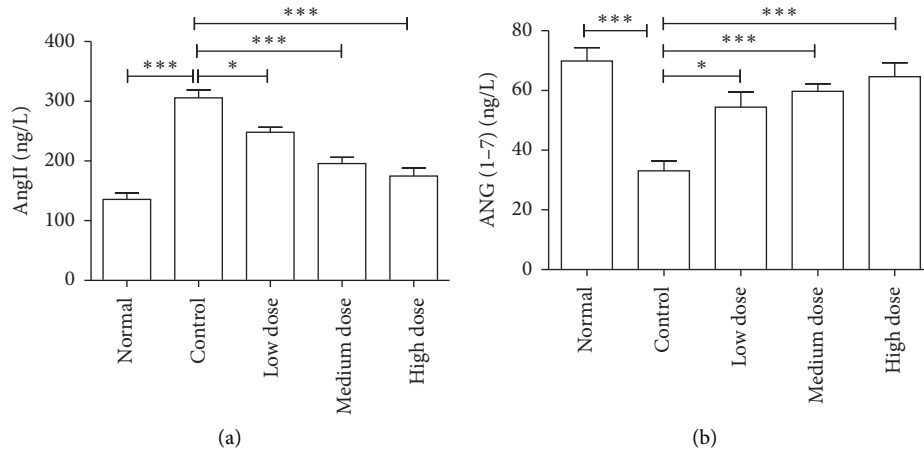 ***
***
***
*
400
300
200
100
0
AngII (ng/L)
Normal
Control
Low dose
Medium dose
High dose
(a)
***
***
***
*
80
60
40
20
0
ANG (1–7) (ng/L)
Normal
Control
Low dose
Medium dose
High dose
(b)